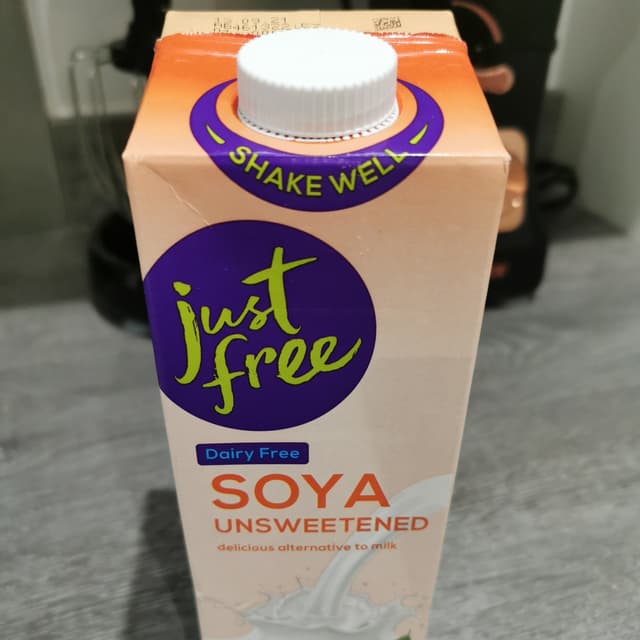 SHAKE WELL
just
free
Dairy Free
SOYA
UNSWEETENED
delicious alternative to milk